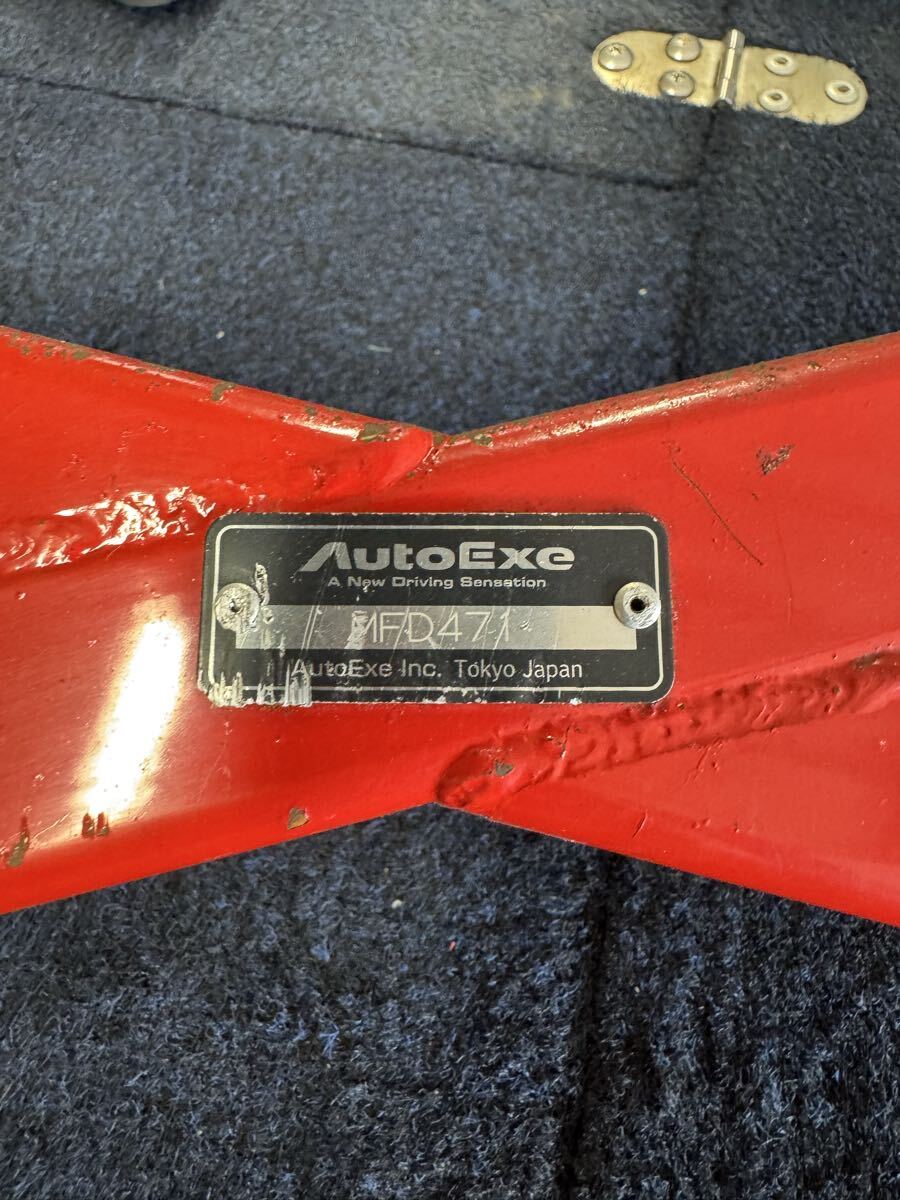 AutoExe
A New Driving Sensation
MFD471
AutoExe Inc. Tokyo Japan